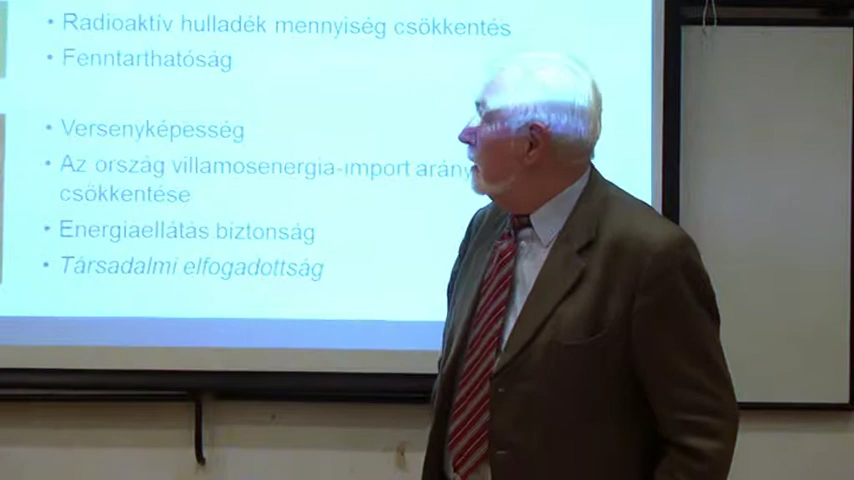 • Radioaktív hulladék mennyiség csökkentés
• Fenntarthatóság
• Versenyképesség
• Az ország villamosenergia-import arány
csökkentése
• Energiaellátás biztonság
• Társadalmi elfogadottság